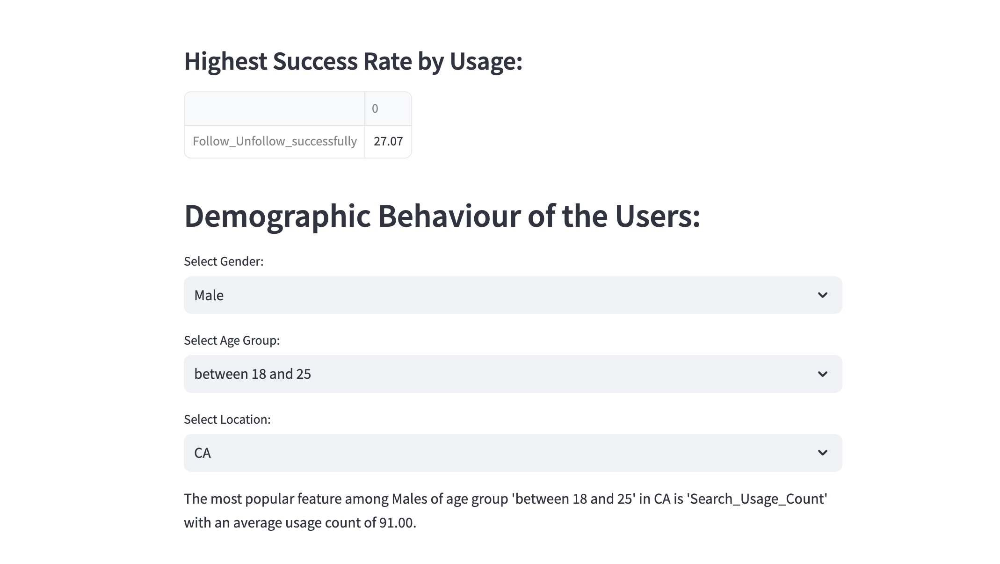 Highest Success Rate by Usage:
0
Follow_Unfollow_successfully 27.07
Demographic Behaviour of the Users:
Select Gender:
Male
Select Age Group:
between 18 and 25
Select Location:
CA
The most popular feature among Males of age group 'between 18 and 25' in CA is 'Search_Usage_Count'
with an average usage count of 91.00.